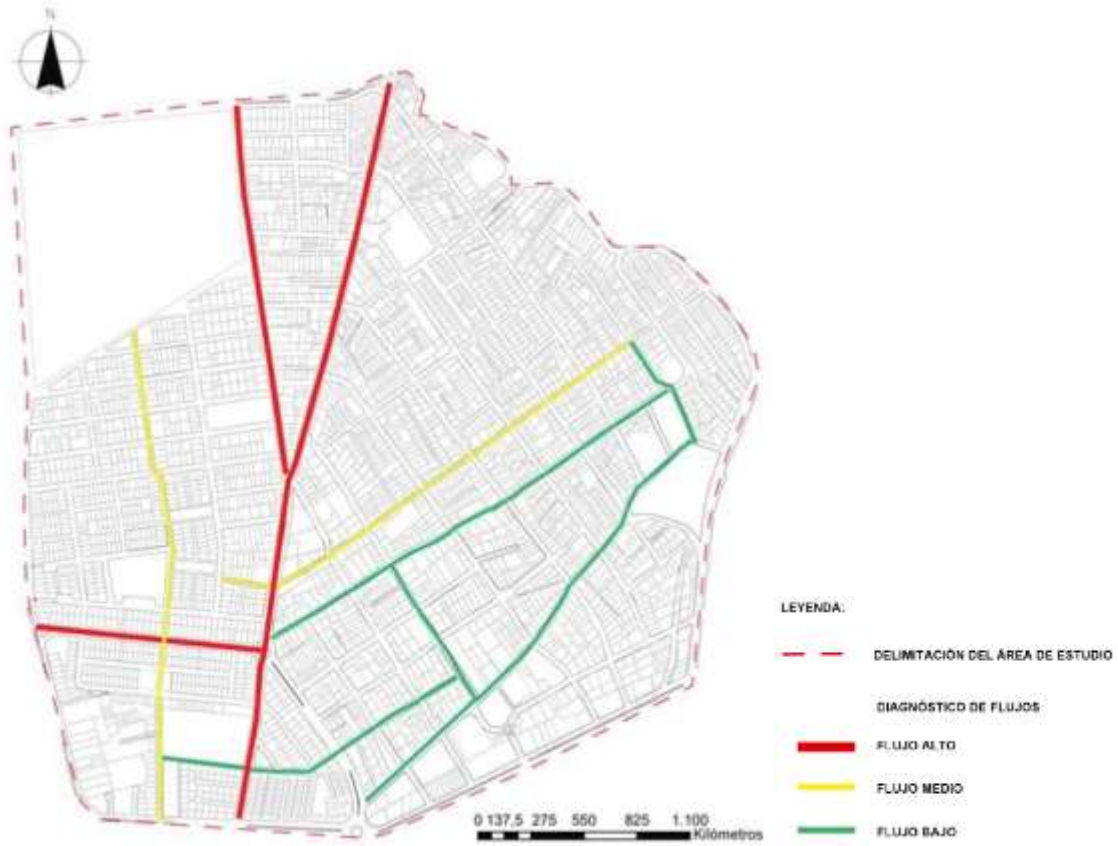 N
LEYENDA:
DELIMITACIÓN DEL ÁREA DE ESTUDIO
DIAGNÓSTICO DE FLUJOS
FLUJO ALTO
FLUJO MEDIO
FLUJO BAJO
0 137,5 275 550 825 1.100
Kilómetros